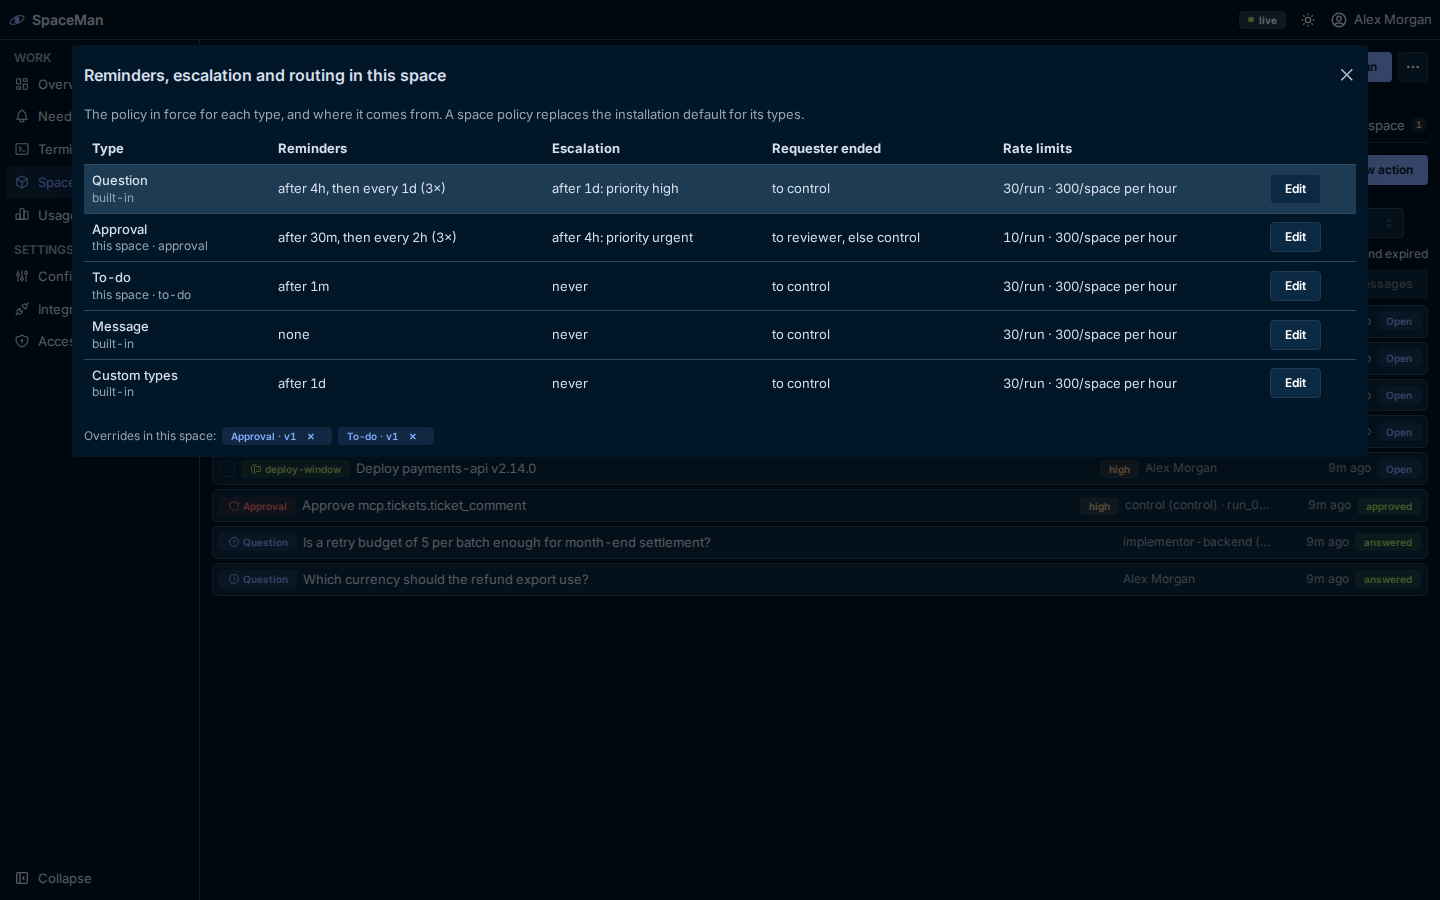 SpaceMan
live
Alex Morgan
WORK
Reminders, escalation and routing in this space
The policy in force for each type, and where it comes from. A space policy replaces the installation default for its types.
Type Reminders Escalation Requester ended Rate limits
Question
built-in
after 4h, then every 1d (3×) after 1d: priority high to control 30/run · 300/space per hour Edit
Approval
this space · approval
after 30m, then every 2h (3×) after 4h: priority urgent to reviewer, else control 10/run · 300/space per hour Edit
To-do
this space · to-do
after 1m never to control 30/run · 300/space per hour Edit
Message
built-in
none never to control 30/run · 300/space per hour Edit
Custom types
built-in
after 1d never to control 30/run · 300/space per hour Edit
Overrides in this space: Approval · v1 × To-do · v1 ×
SETTINGS
space 1
action
expired
Open
Open
Open
Open
deploy-window Deploy payments-api v2.14.0 high Alex Morgan 9m ago Open
Approval Approve mcp.tickets.ticket_comment high control (control) · run_0... 9m ago approved
Question Is a retry budget of 5 per batch enough for month-end settlement? implementor-backend (... 9m ago answered
Question Which currency should the refund export use? Alex Morgan 9m ago answered
Collapse